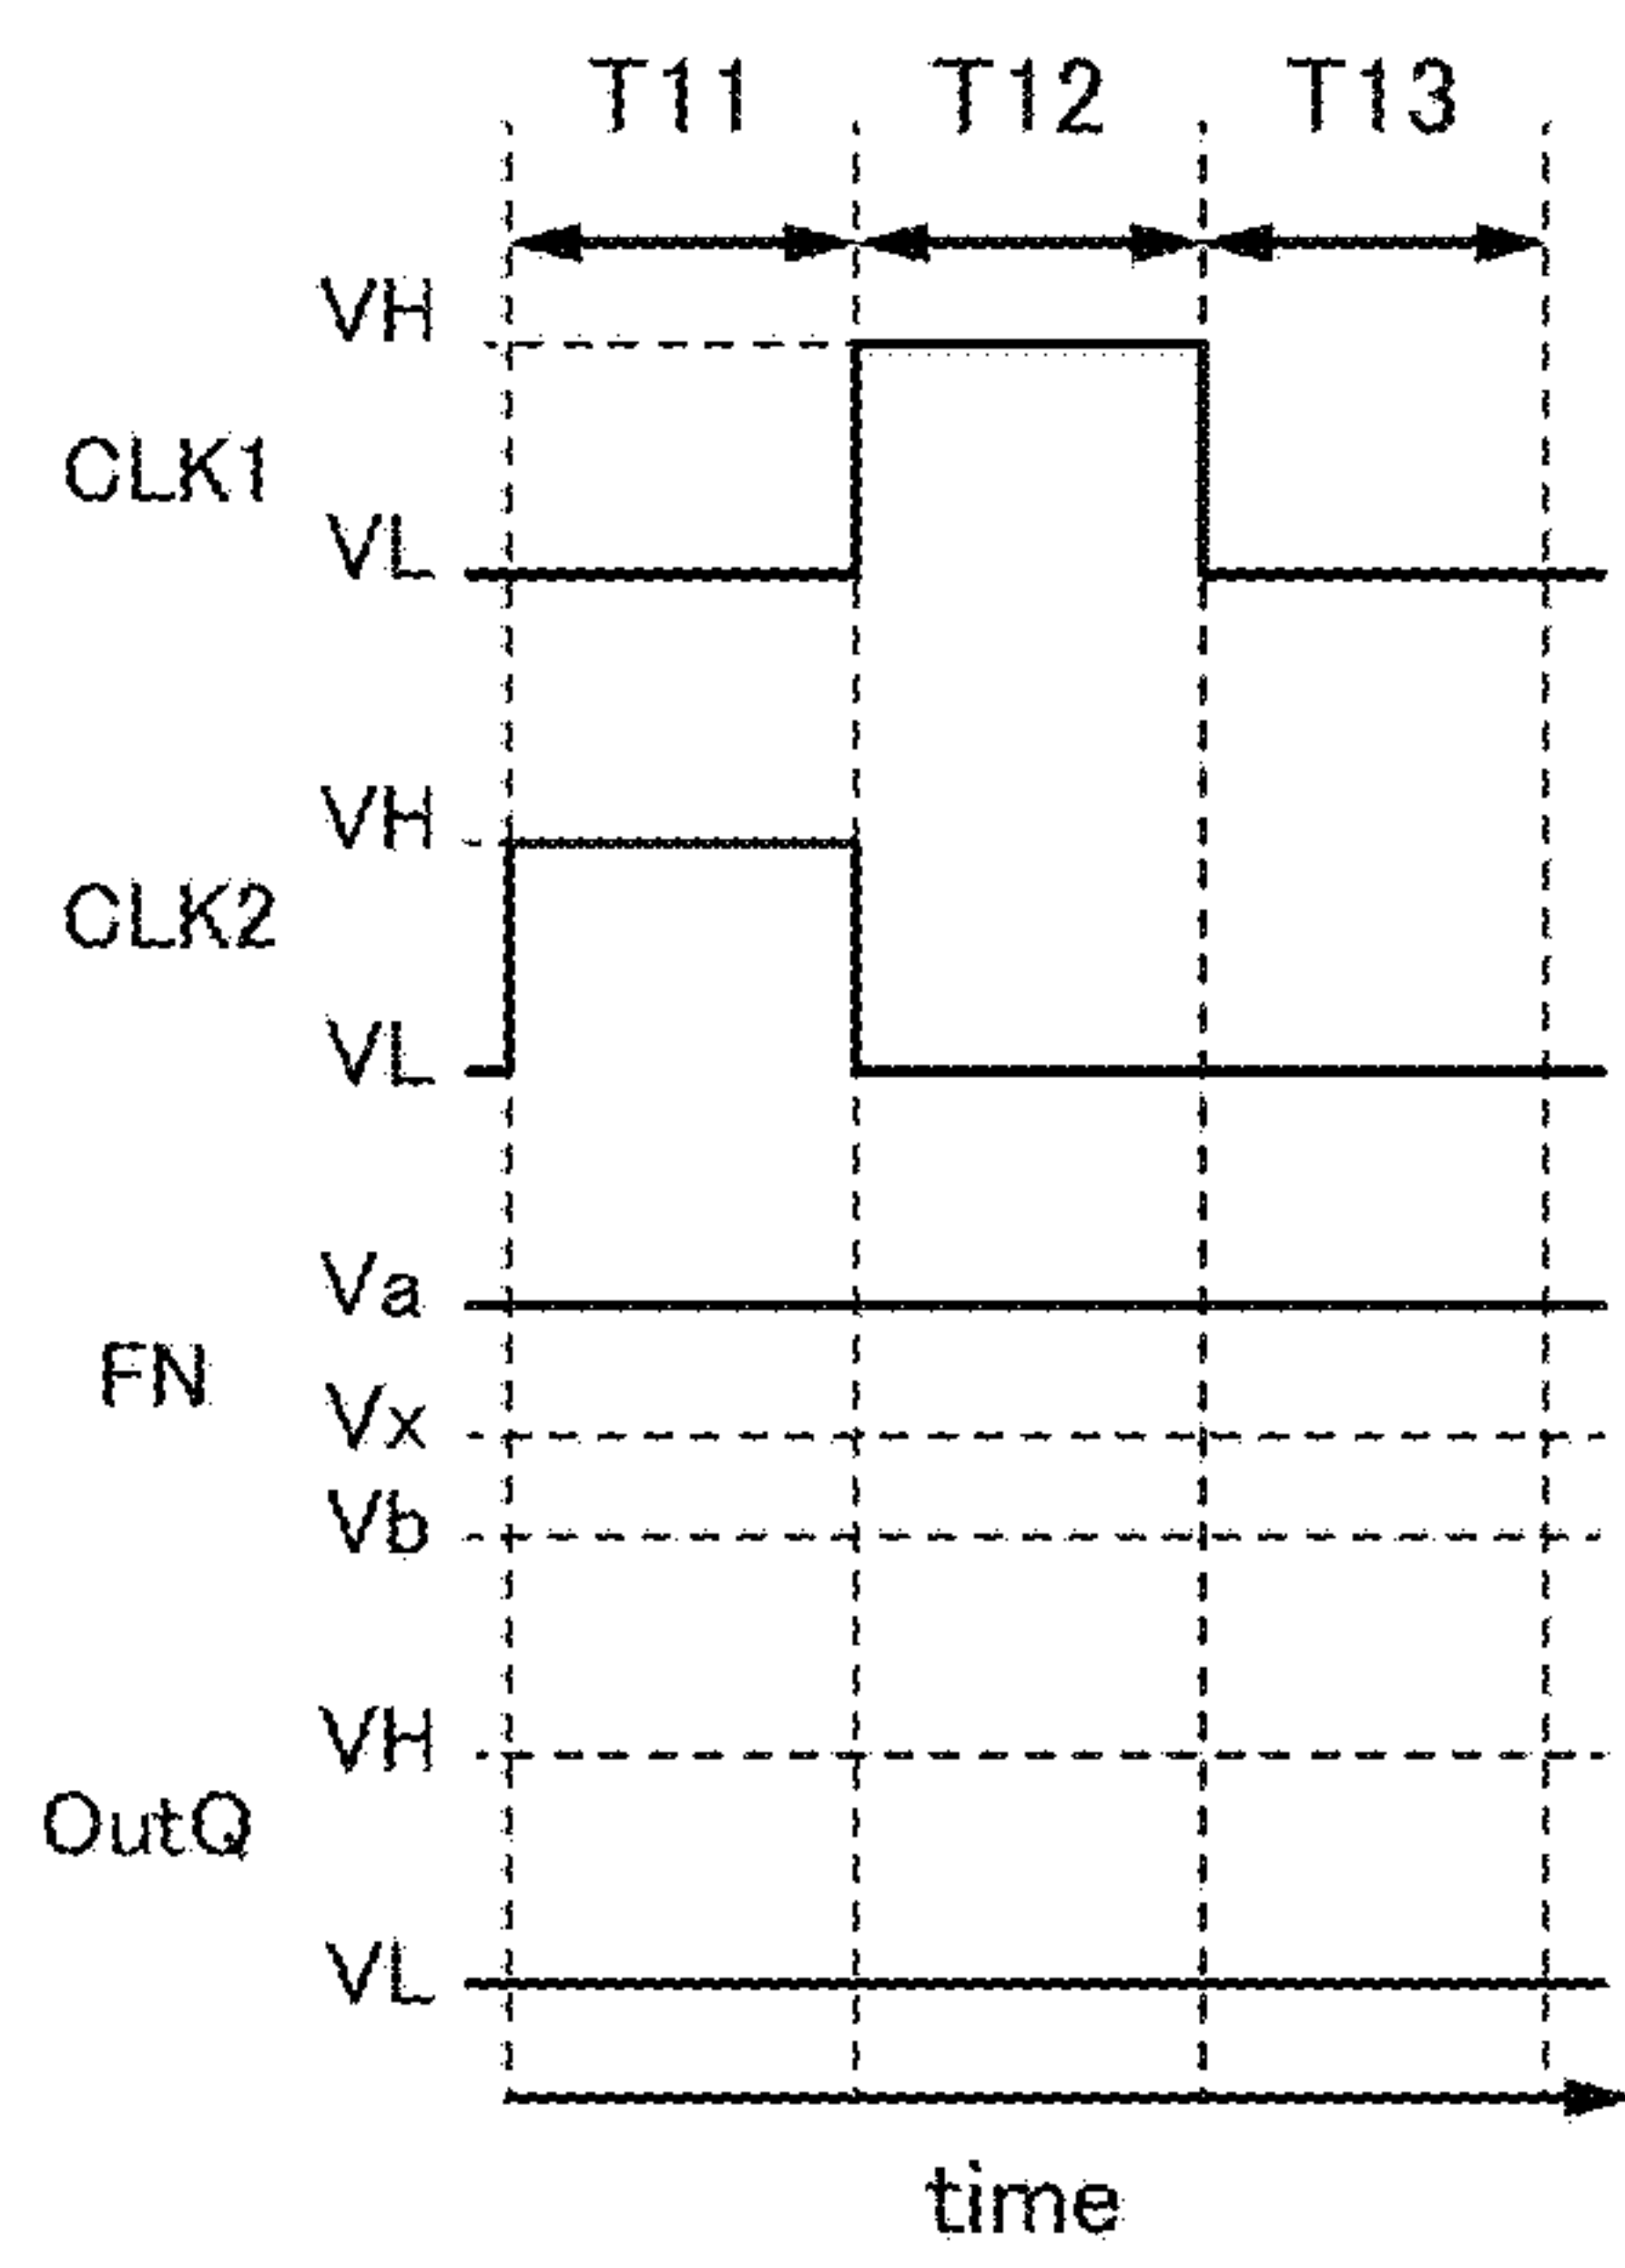 T11 T12 T13
VH
CLK1
VL
VH
CLK2
VL
Va
FN
Vx
Vb
VH
OutQ
VL
time